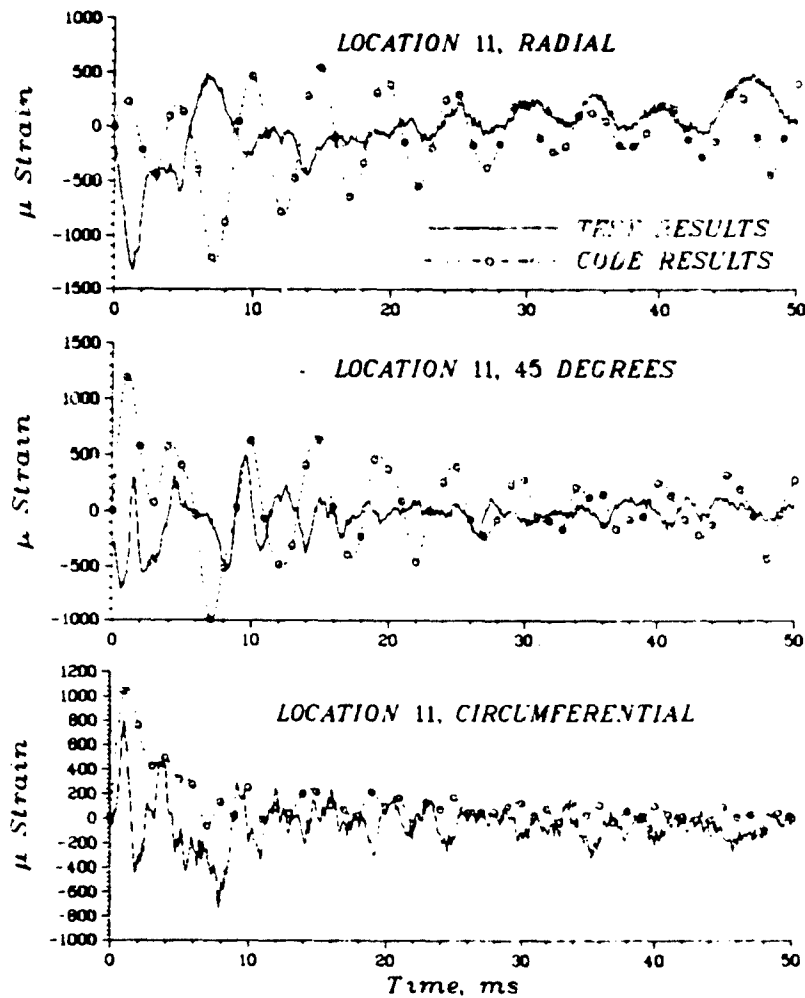 LOCATION 11, RADIAL
1000
500
0
-500
-1000
-1500
μ Strain
TEST RESULTS
CODE RESULTS
0 10 20 30 40 50
LOCATION 11, 45 DEGREES
1500
1000
500
0
-500
-1000
μ Strain
0 10 20 30 40 50
LOCATION 11, CIRCUMFERENTIAL
1200
1000
800
600
400
200
0
-200
-400
-600
-800
-1000
μ Strain
0 10 20 30 40 50
Time, ms